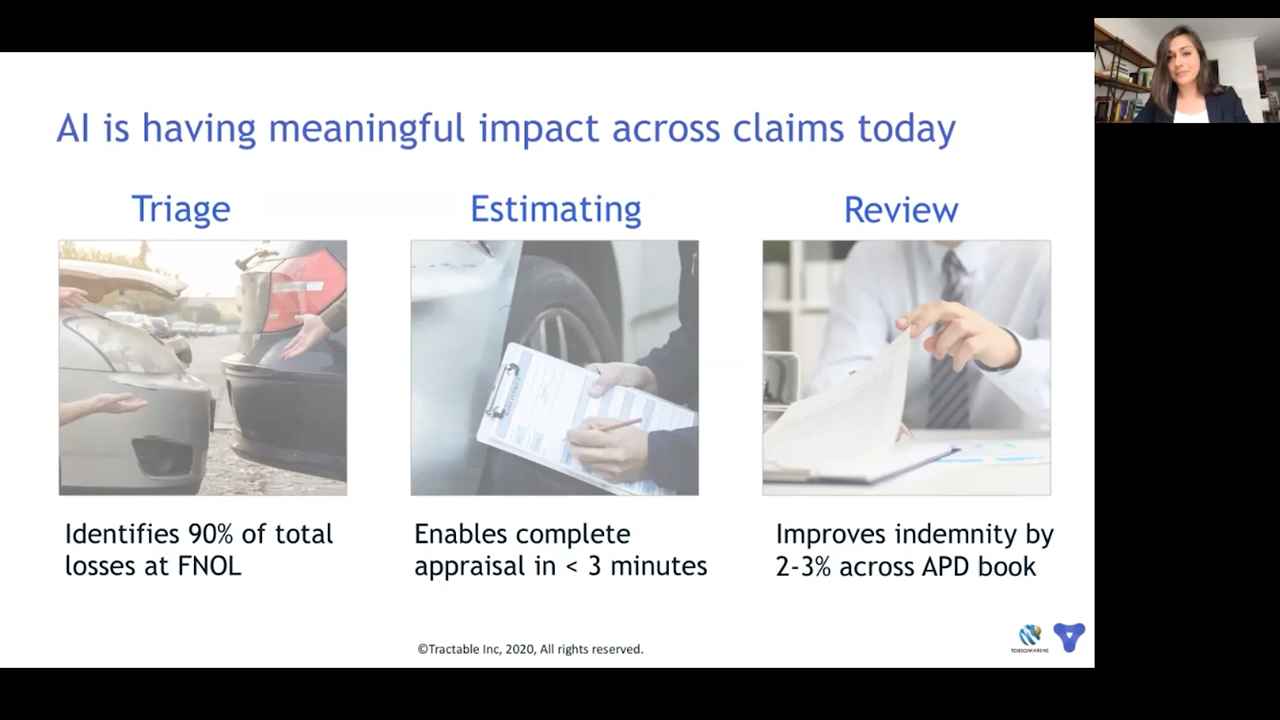 AI is having meaningful impact across claims today
Triage
Estimating
Review
Identifies 90% of total
losses at FNOL
Enables complete
appraisal in < 3 minutes
Improves indemnity by
2-3% across APD book
©Tractable Inc, 2020, All rights reserved.
TOKIO MARINE